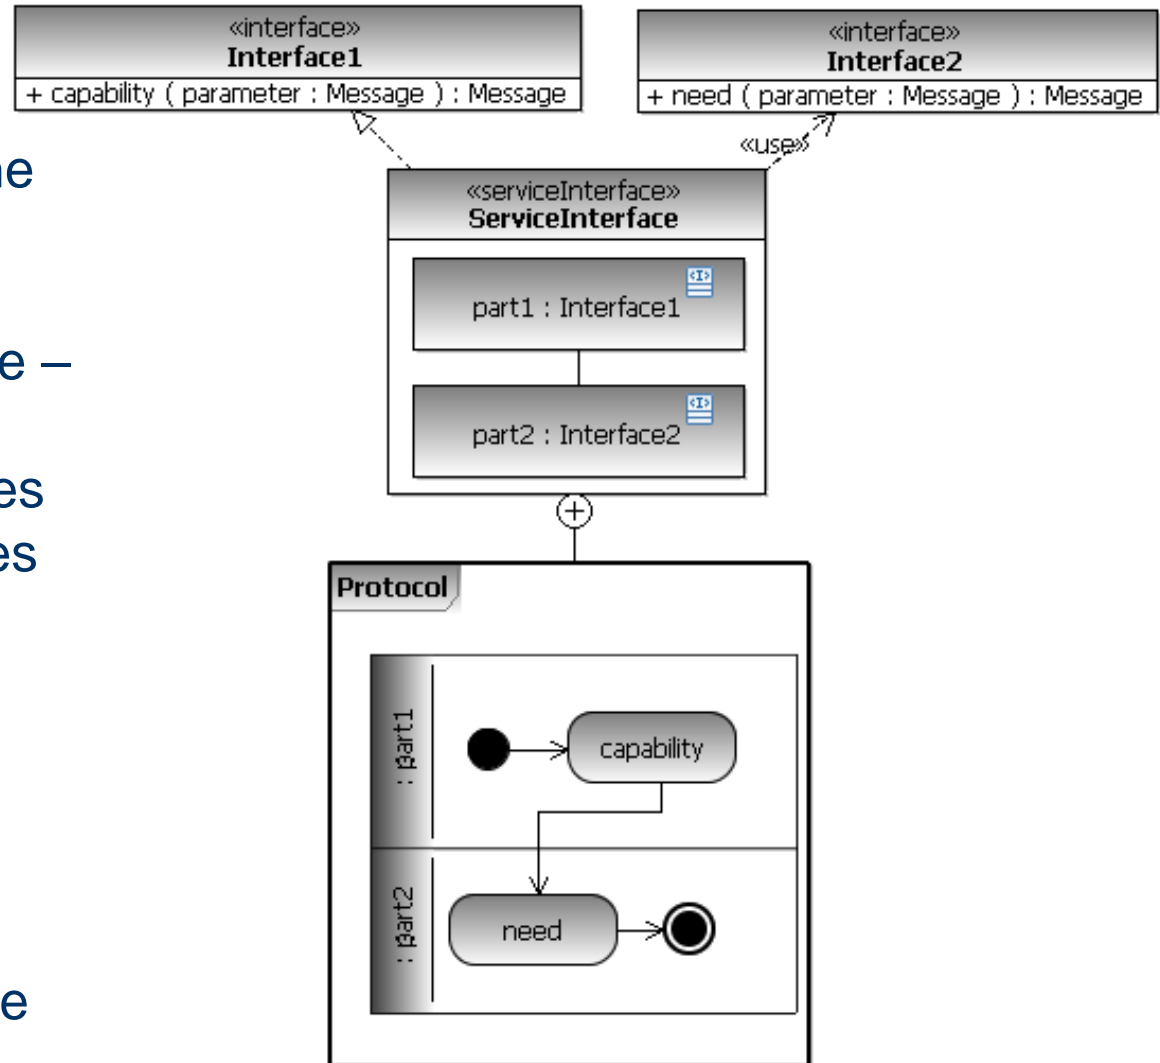 «interface»
Interface1
+ capability ( parameter : Message ) : Message
«interface»
Interface2
+ need ( parameter : Message ) : Message
«use»
«serviceInterface»
ServiceInterface
part1 : Interface1
part2 : Interface2
Protocol
: part1
capability
: part2
need
e –